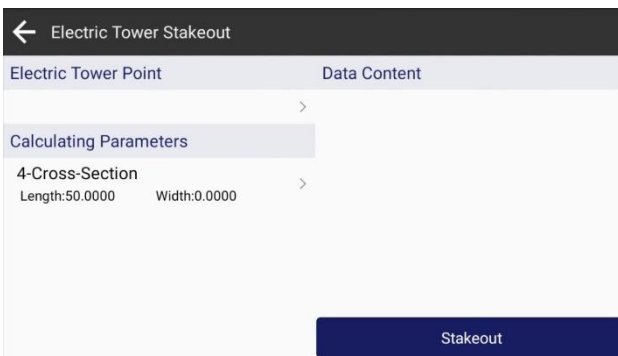 Electric Tower Stakeout
Electric Tower Point
Data Content
Calculating Parameters
4-Cross-Section
Length:50.0000 Width:0.0000
Stakeout